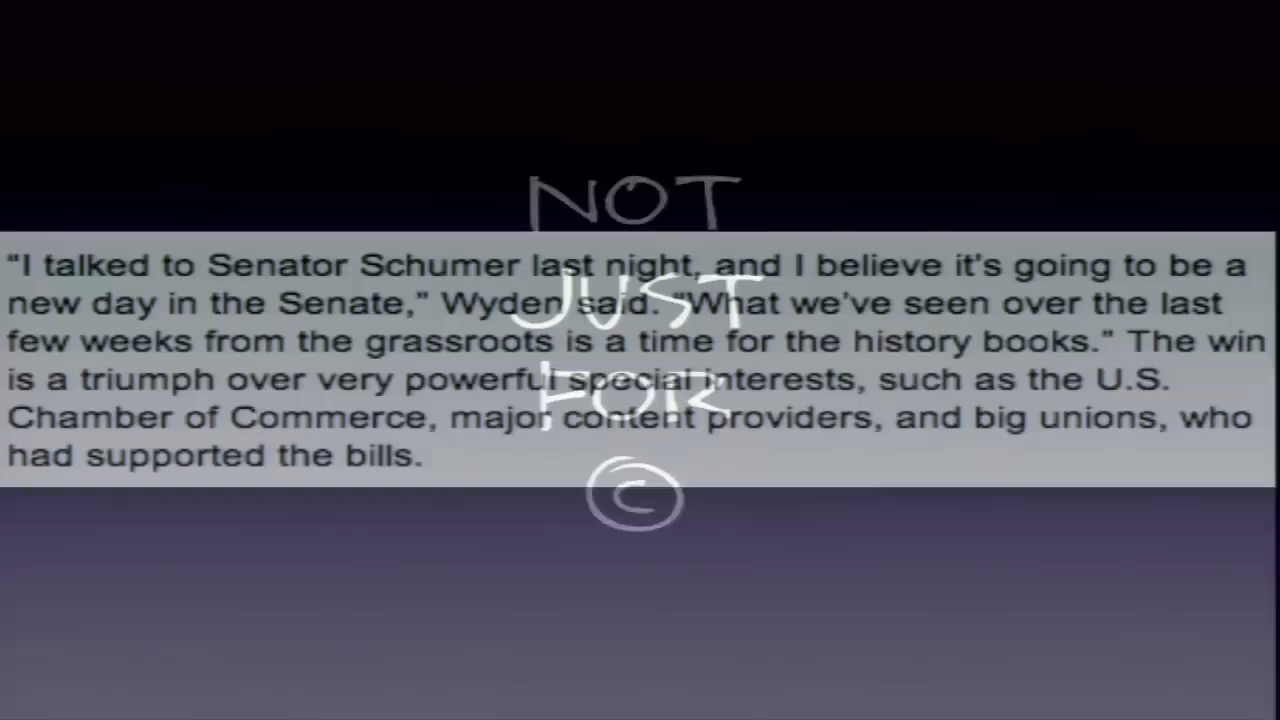 NOT
"I talked to Senator Schumer last night, and I believe it's going to be a
new day in the Senate," Wyden said. "What we've seen over the last
few weeks from the grassroots is a time for the history books." The win
is a triumph over very powerful special interests, such as the U.S.
Chamber of Commerce, major content providers, and big unions, who
had supported the bills.
JUST
FOR
©